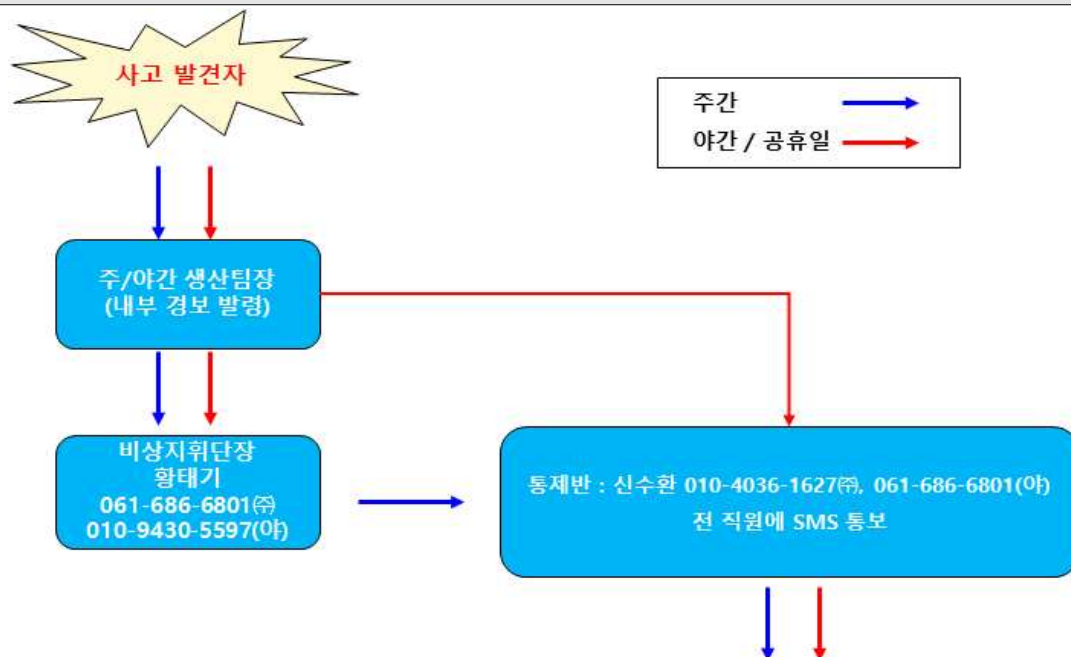 사고 발견자
주간
야간 / 공휴일
주/야간 생산팀장
(내부 경보 발령)
비상지휘단장
황태기
061-686-6801㈜
010-9430-5597(야)
통제반 : 신수환 010-4036-1627㈜, 061-686-6801(야)
전 직원에 SMS 통보